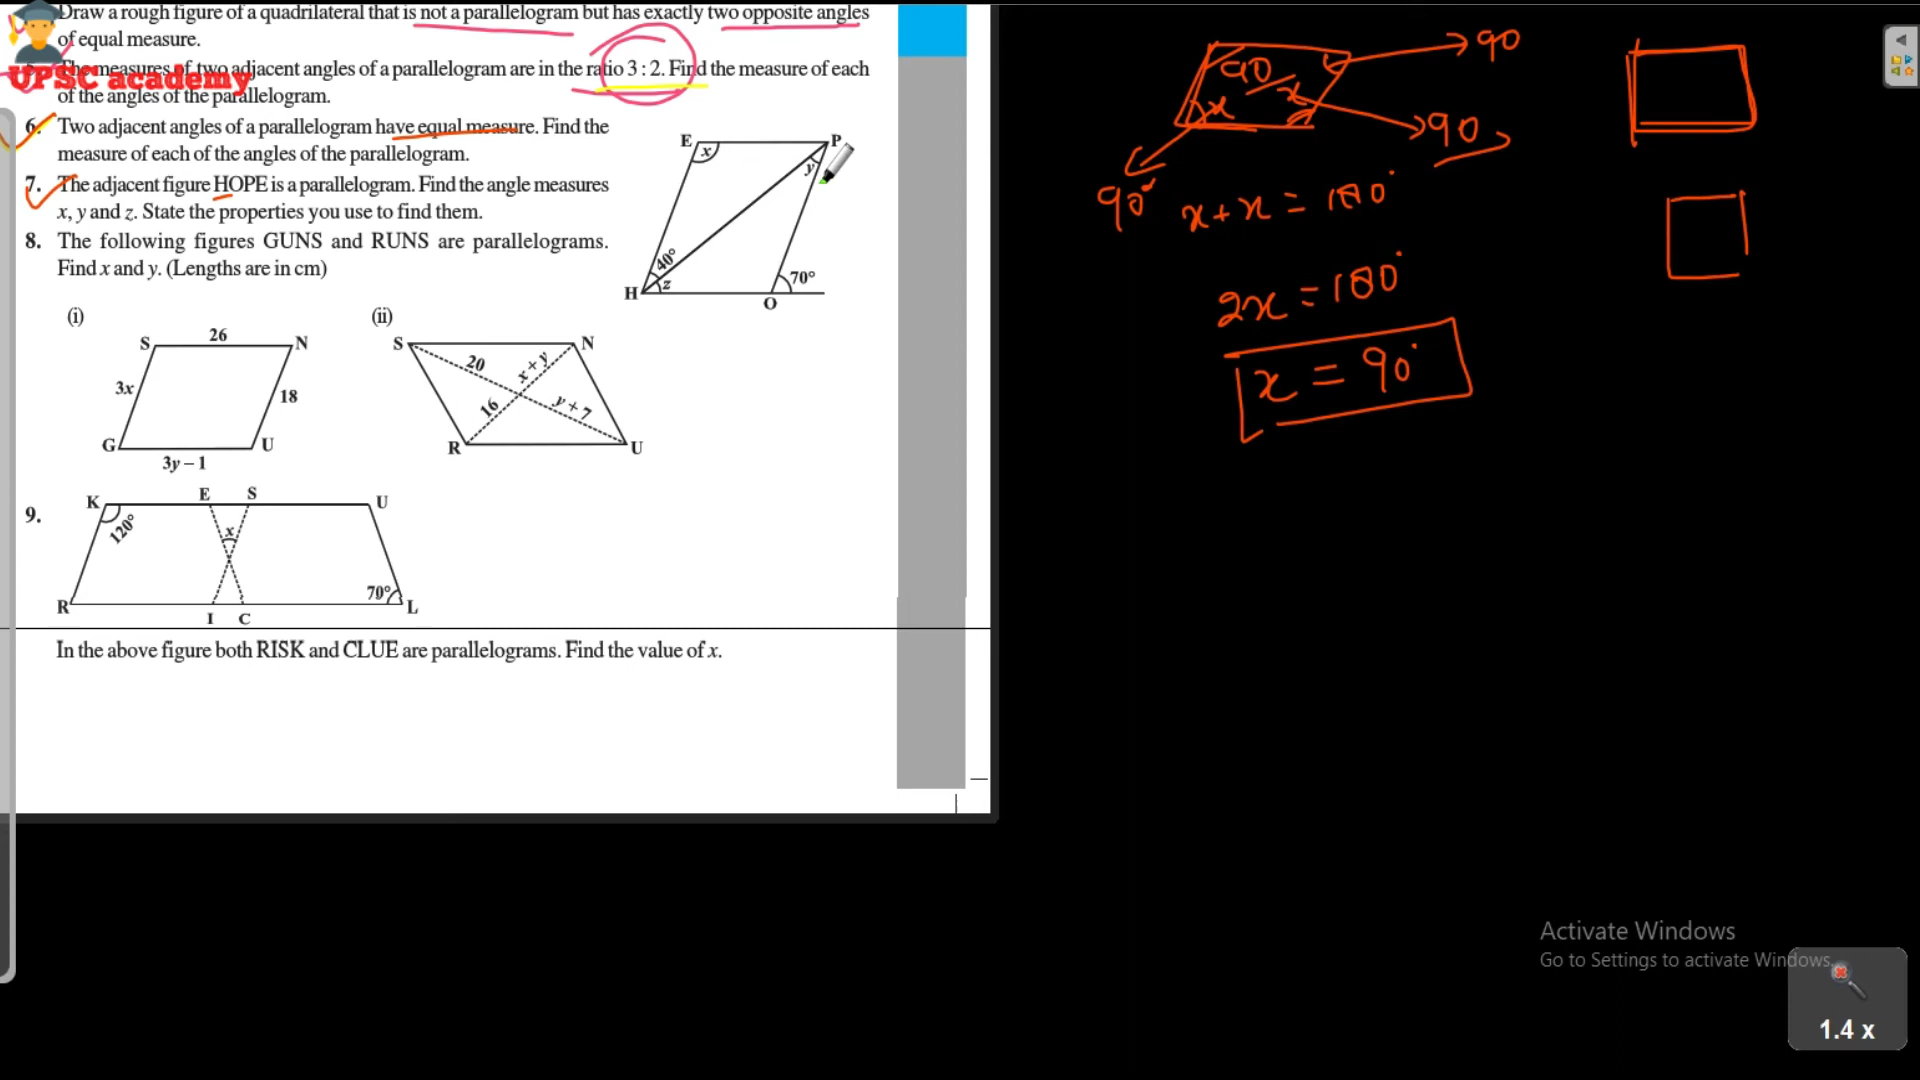 Draw a rough figure of a quadrilateral that is not a parallelogram but has exactly two opposite angles
of equal measure.
The measures of two adjacent angles of a parallelogram are in the ratio 3 : 2. Find the measure of each
UPSC academy
of the angles of the parallelogram.
6. Two adjacent angles of a parallelogram have equal measure. Find the
measure of each of the angles of the parallelogram.
7. The adjacent figure HOPE is a parallelogram. Find the angle measures
x, y and z. State the properties you use to find them.
8. The following figures GUNS and RUNS are parallelograms.
Find x and y. (Lengths are in cm)
E x P
y
40°
z 70°
H O
(i) (ii)
26
S N
3x 18
G U
3y – 1
S N
20 x + y
16 y + 7
R U
9.
K E S U
120° x
70°
R I C L
In the above figure both RISK and CLUE are parallelograms. Find the value of x.
90
90 x
x
90
90°
x + x = 180°
2x = 180°
x = 90°
Activate Windows
Go to Settings to activate Windows.
1.4 x